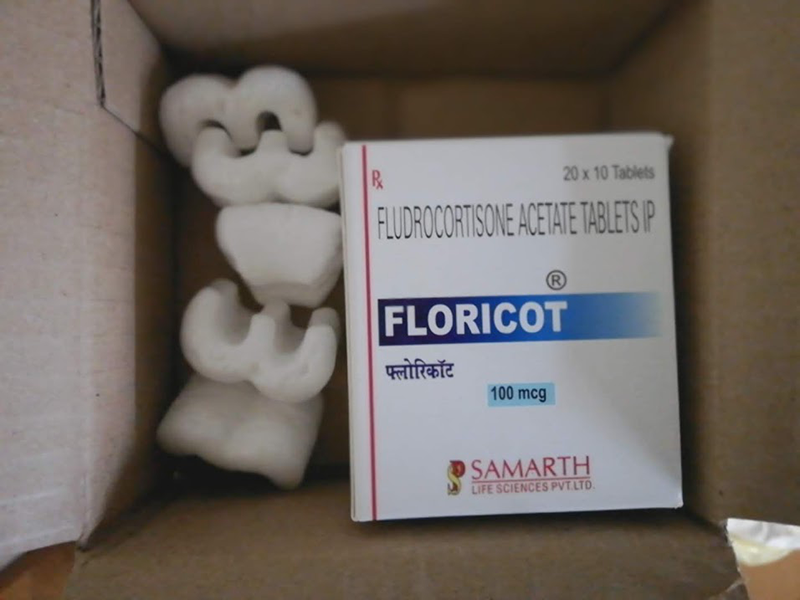 Rx
20 x 10 Tablets
FLUDROCORTISONE ACETATE TABLETS IP
®
FLORICOT
फ्लोरिकॉट
100 mcg
SAMARTH
LIFE SCIENCES PVT.LTD.